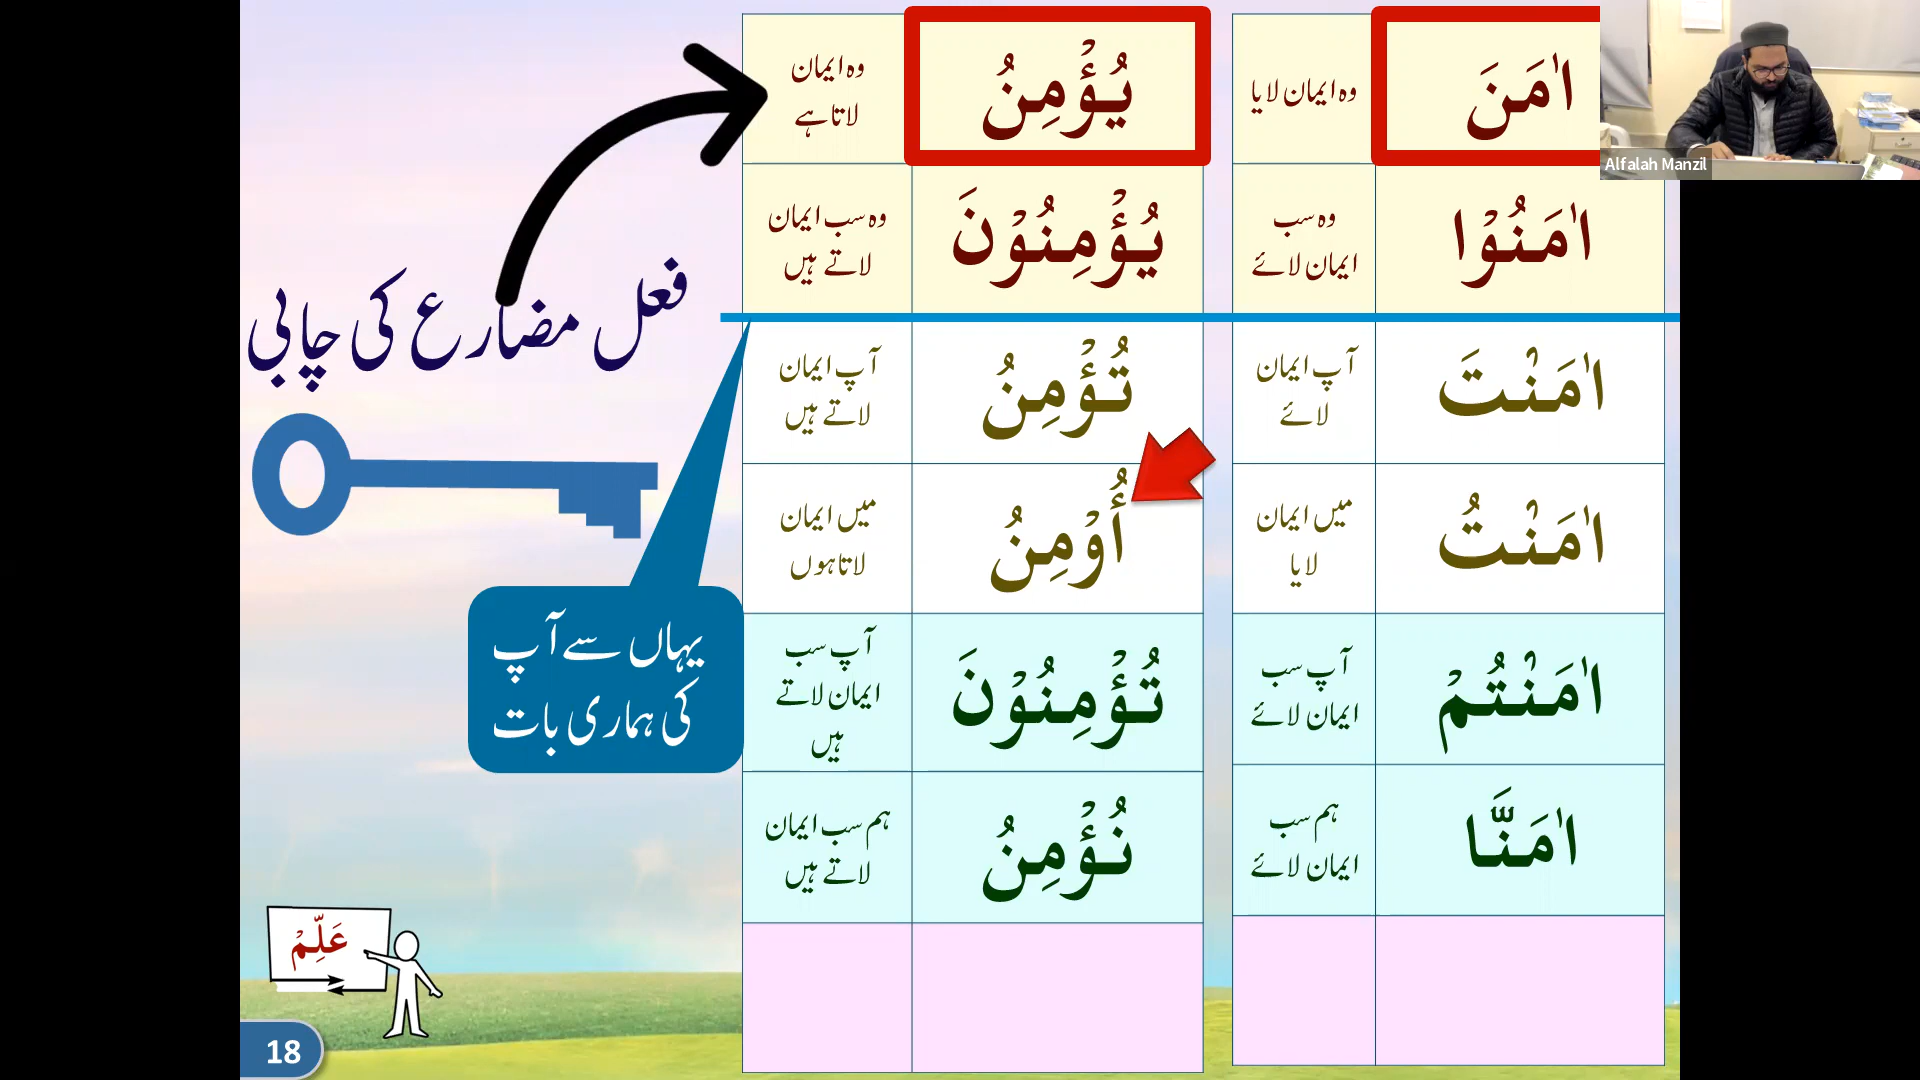 اٰمَنَ
وہ ایمان لایا
يُؤْمِنُ
وہ ایمان
لاتا ہے
اٰمَنُوْا
وہ سب
ایمان لائے
يُؤْمِنُوْنَ
وہ سب ایمان
لاتے ہیں
اٰمَنْتَ
آپ ایمان
لائے
تُؤْمِنُ
آپ ایمان
لاتے ہیں
اٰمَنْتُ
میں ایمان
لایا
أُوْمِنُ
میں ایمان
لاتا ہوں
اٰمَنْتُمْ
آپ سب
ایمان لائے
تُؤْمِنُوْنَ
آپ سب
ایمان لاتے
ہیں
اٰمَنَّا
ہم سب
ایمان لائے
نُؤْمِنُ
ہم سب ایمان
لاتے ہیں
فعل مضارع کی چابی
یہاں سے آپ
کی ہماری بات
عَلِّمْ
18
Alfalah Manzil